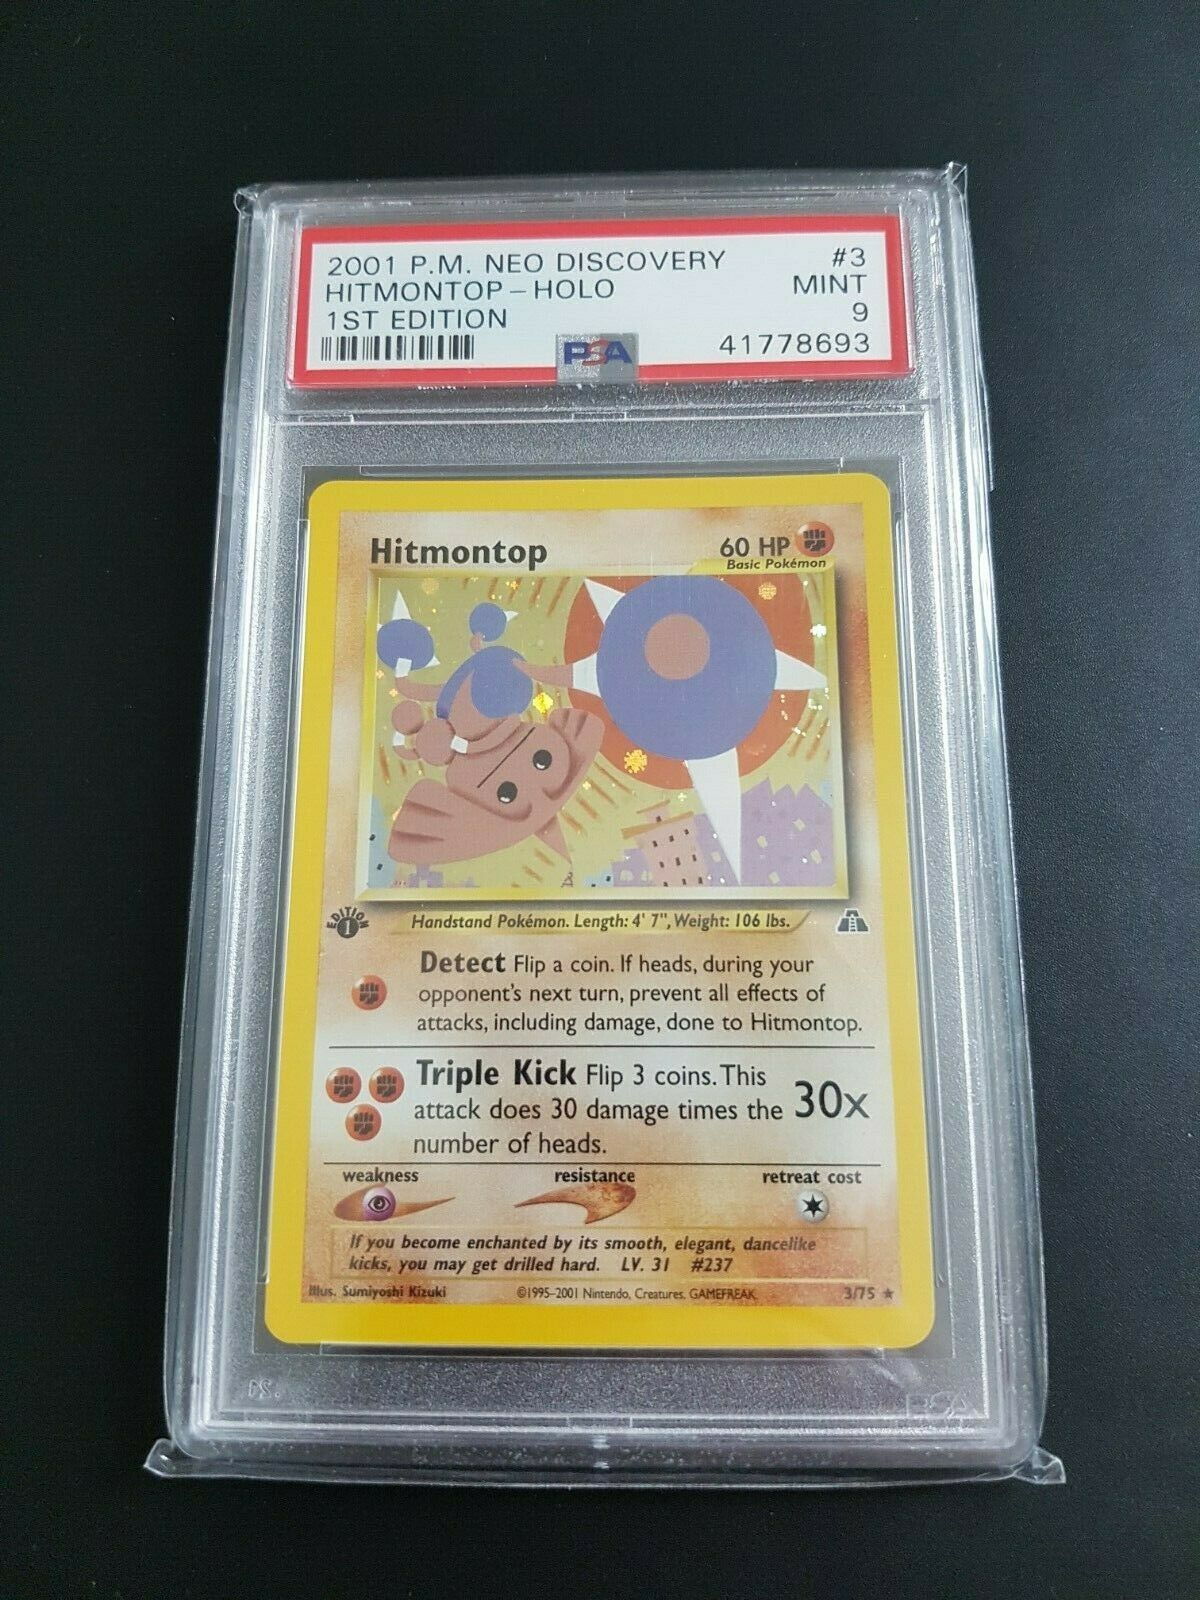 2001 P.M. NEO DISCOVERY #3
HITMONTOP – HOLO MINT
1ST EDITION 9
PSA 41778693
Hitmontop 60 HP
Basic Pokémon
EDITION
1
Handstand Pokémon. Length: 4' 7", Weight: 106 lbs.
Detect Flip a coin. If heads, during your
opponent's next turn, prevent all effects of
attacks, including damage, done to Hitmontop.
Triple Kick Flip 3 coins. This
attack does 30 damage times the 30x
number of heads.
weakness resistance retreat cost
If you become enchanted by its smooth, elegant, dancelike
kicks, you may get drilled hard. LV. 31 #237
Illus. Sumiyoshi Kizuki ©1995-2001 Nintendo, Creatures, GAMEFREAK. 3/75 ★
PSA